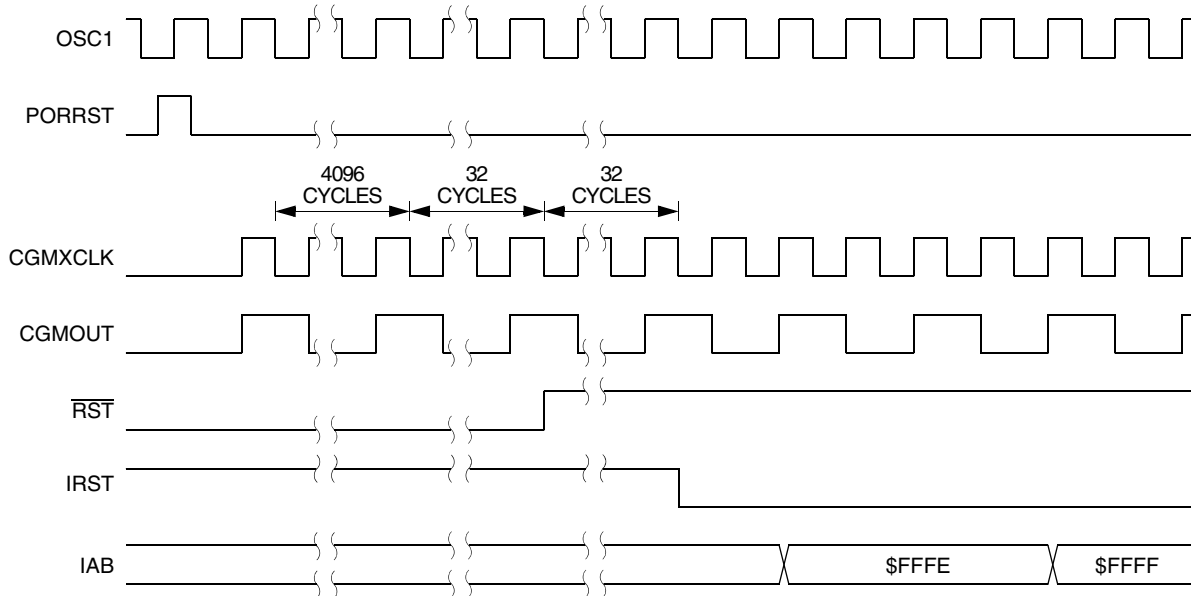 OSC1
PORRST
4096
CYCLES
32
CYCLES
32
CYCLES
CGMXCLK
CGMOUT
RST
IRST
IAB
$FFFE
$FFFF